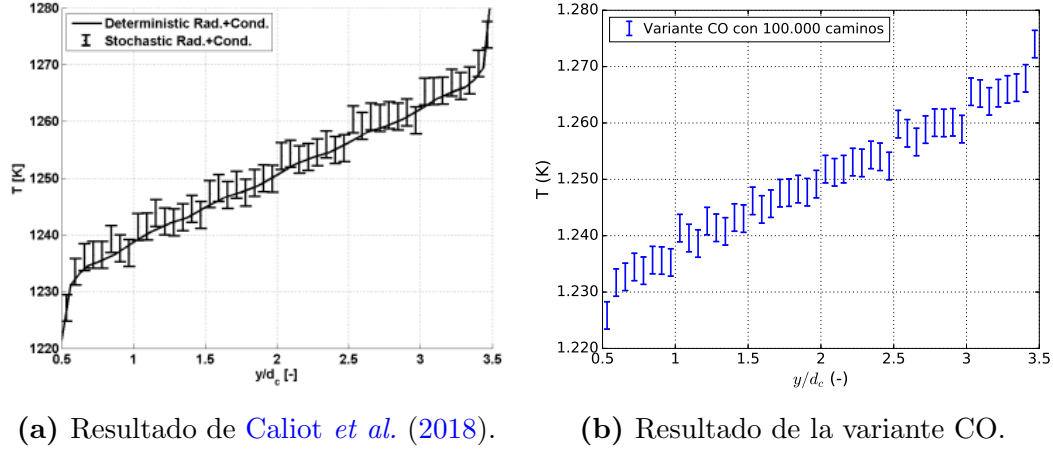 Deterministic Rad.+Cond.
Stochastic Rad.+Cond.
T [K]
1280
1270
1260
1250
1240
1230
1220
0.5 1 1.5 2 2.5 3 3.5
y/d_c [-]
Variante CO con 100.000 caminos
T (K)
1.280
1.270
1.260
1.250
1.240
1.230
1.220
0.5 1.0 1.5 2.0 2.5 3.0 3.5
y/d_c (-)
(a) Resultado de Caliot et al. (2018).
(b) Resultado de la variante CO.